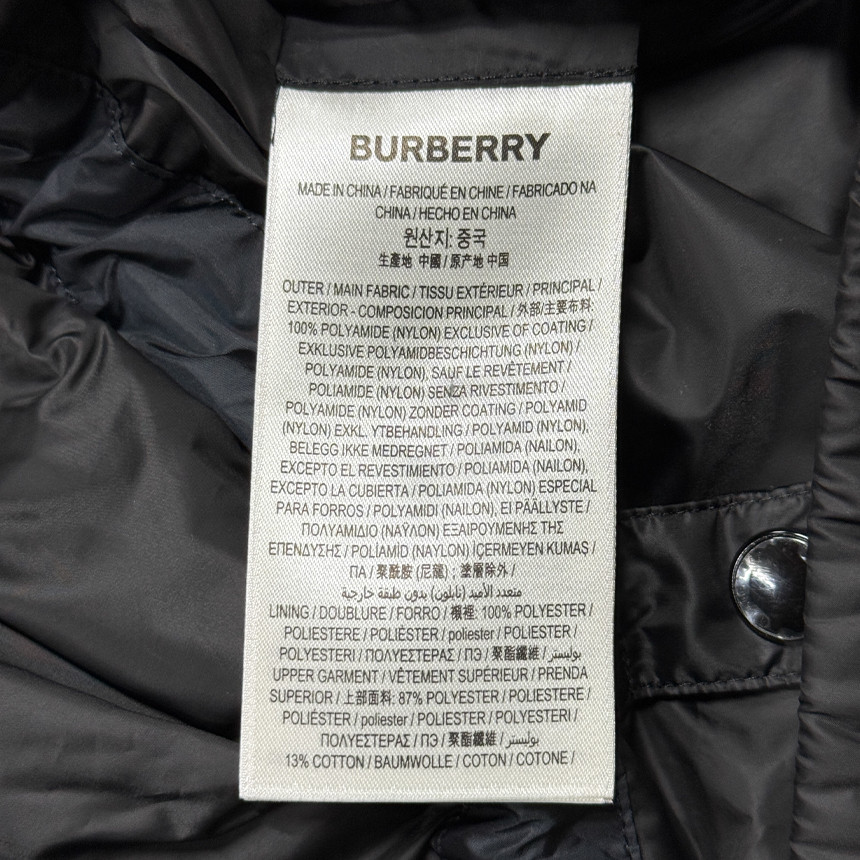 BURBERRY
MADE IN CHINA / FABRIQUÉ EN CHINE / FABRICADO NA
CHINA / HECHO EN CHINA
원산지: 중국
生產地 中國 / 原产地 中国
OUTER / MAIN FABRIC / TISSU EXTÉRIEUR / PRINCIPAL /
EXTERIOR - COMPOSICION PRINCIPAL / 外部/主要布料:
100% POLYAMIDE (NYLON) EXCLUSIVE OF COATING /
EXKLUSIVE POLYAMIDBESCHICHTUNG (NYLON) /
POLYAMIDE (NYLON), SAUF LE REVÊTEMENT /
POLIAMIDE (NYLON) SENZA RIVESTIMENTO /
POLYAMIDE (NYLON) ZONDER COATING / POLYAMID
(NYLON) EXKL. YTBEHANDLING / POLYAMID (NYLON),
BELEGG IKKE MEDREGNET / POLIAMIDA (NAILON),
EXCEPTO EL REVESTIMIENTO / POLIAMIDA (NAILON),
EXCEPTO LA CUBIERTA / POLIAMIDA (NYLON) ESPECIAL
PARA FORROS / POLYAMIDI (NYLON), EI PÄÄLLYSTE /
ΠΟΛΥΑΜΙΔΙΟ (ΝΑΫΛΟΝ) ΕΞΑΙΡΟΥΜΕΝΗΣ ΤΗΣ
ΕΠΕΝΔΥΣΗΣ / POLİAMİD (NAYLON) İÇERMEYEN KUMAŞ /
ПА / 聚酰胺 (尼龍) ; 塗層除外 /
متعدد الأميد (نايلون) بدون طبقة خارجية
LINING / DOUBLURE / FORRO / 襯裡: 100% POLYESTER /
POLIESTERE / POLIÉSTER / poliester / POLIESTER /
POLYESTERI / ΠΟΛΥΕΣΤΕΡΑΣ / ПЭ / 聚酯纖維 / بوليستر
UPPER GARMENT / VÊTEMENT SUPÉRIEUR / PRENDA
SUPERIOR / 上部面料: 87% POLYESTER / POLIESTERE /
POLIÉSTER / poliester / POLIESTER / POLYESTERI /
ΠΟΛΥΕΣΤΕΡΑΣ / ПЭ / 聚酯纖維 / بوليستر
13% COTTON / BAUMWOLLE / COTON / COTONE /